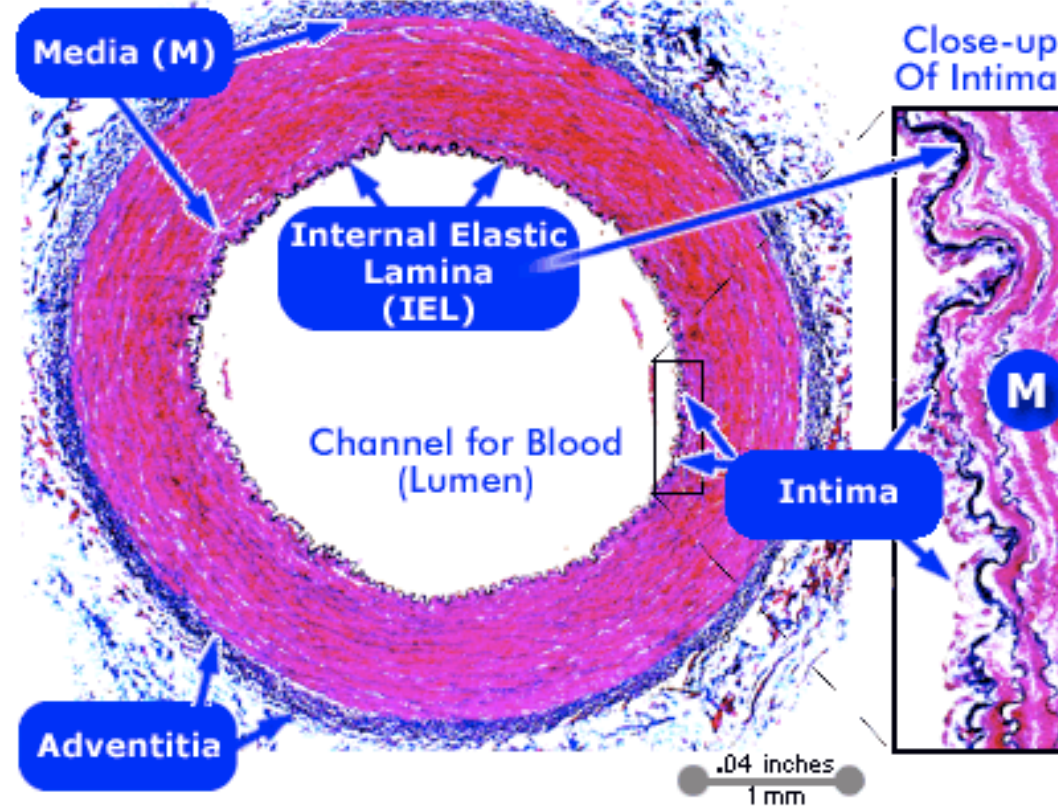 Media (M)
Close-up
Of Intima
Internal Elastic
Lamina
(IEL)
M
Channel for Blood
(Lumen)
Intima
Adventitia
.04 inches
1 mm